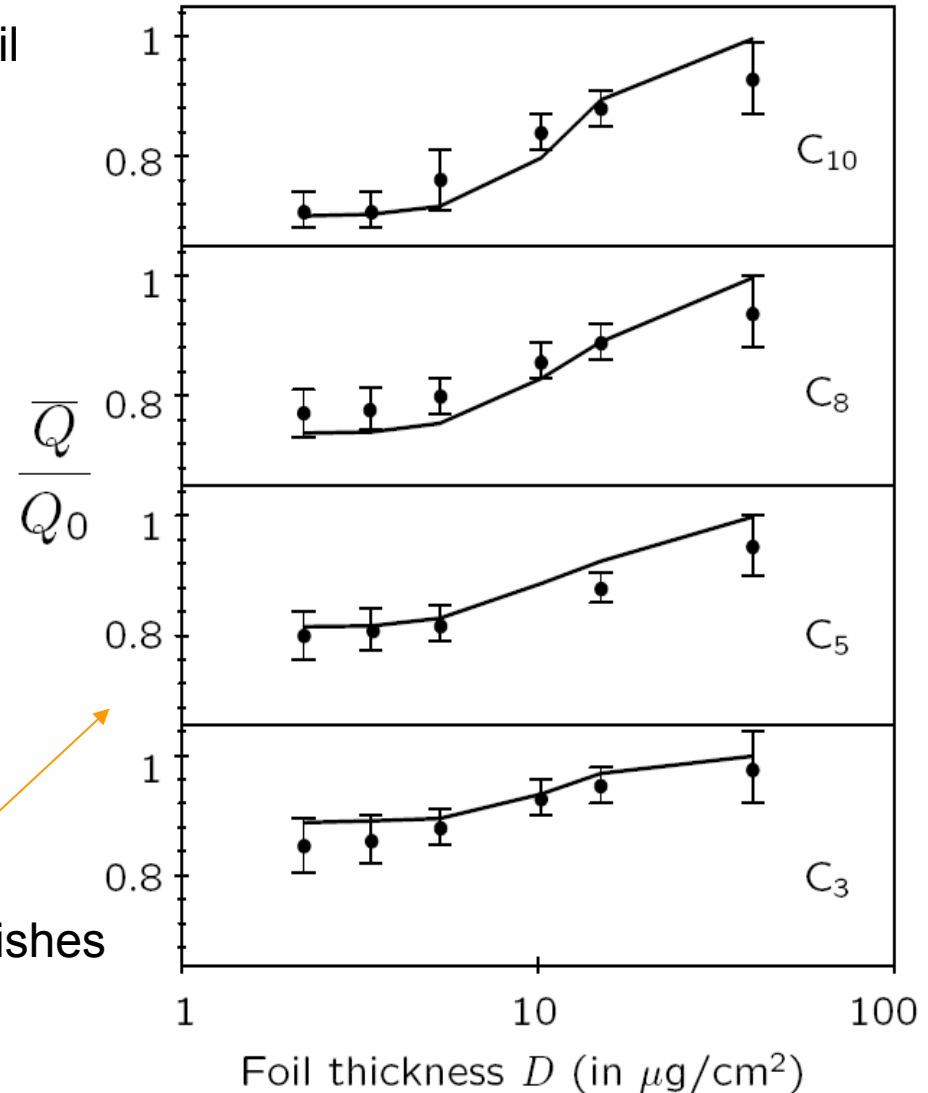 il
1
0.8
C₁₀
1
0.8
C₈
Q̅
Q₀
1
0.8
C₅
1
0.8
C₃
ishes
1 10 100
Foil thickness D (in μg/cm²)